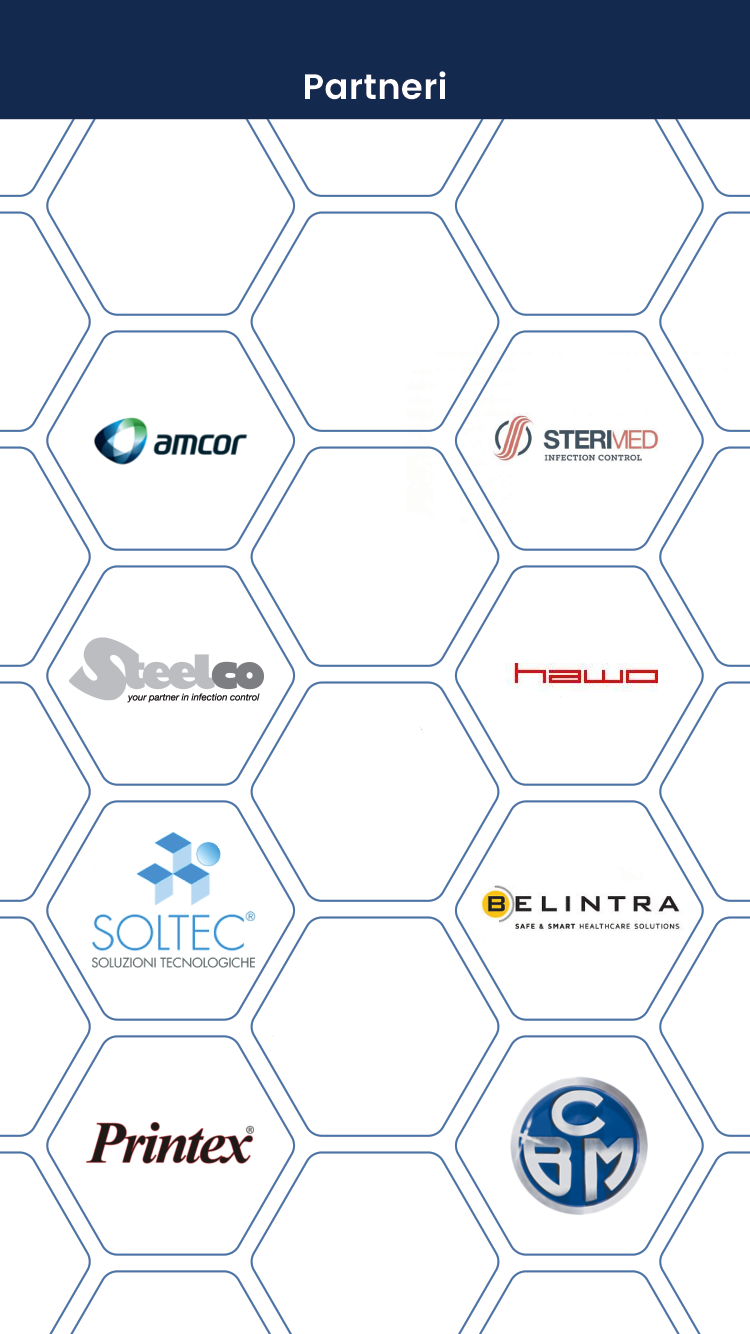 Partneri
amcor
STERIMED
INFECTION CONTROL
Steelco
your partner in infection control
hawo
SOLTEC®
SOLUZIONI TECNOLOGICHE
BELINTRA
SAFE & SMART HEALTHCARE SOLUTIONS
Printex®
C
BM